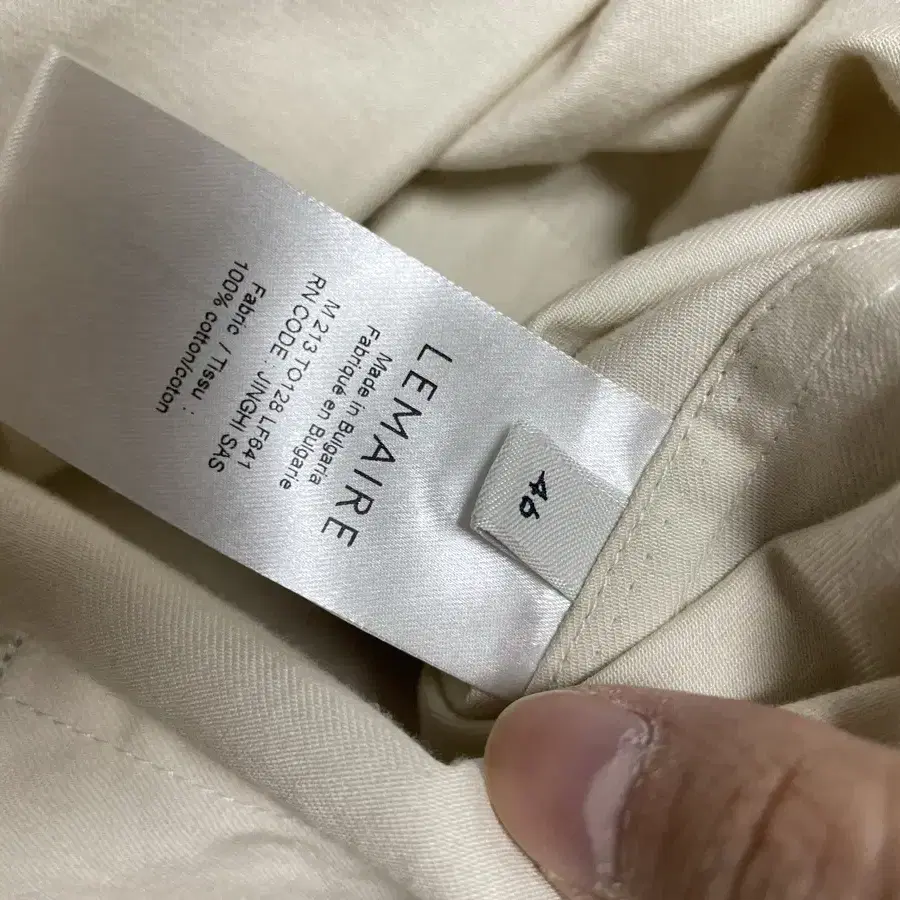 LEMAIRE
Made in Bulgaria
Fabriqué en Bulgarie
M 213 TO128 LF641
RN CODE : JINGHI SAS
Fabric / Tissu :
100% cotton/coton
46